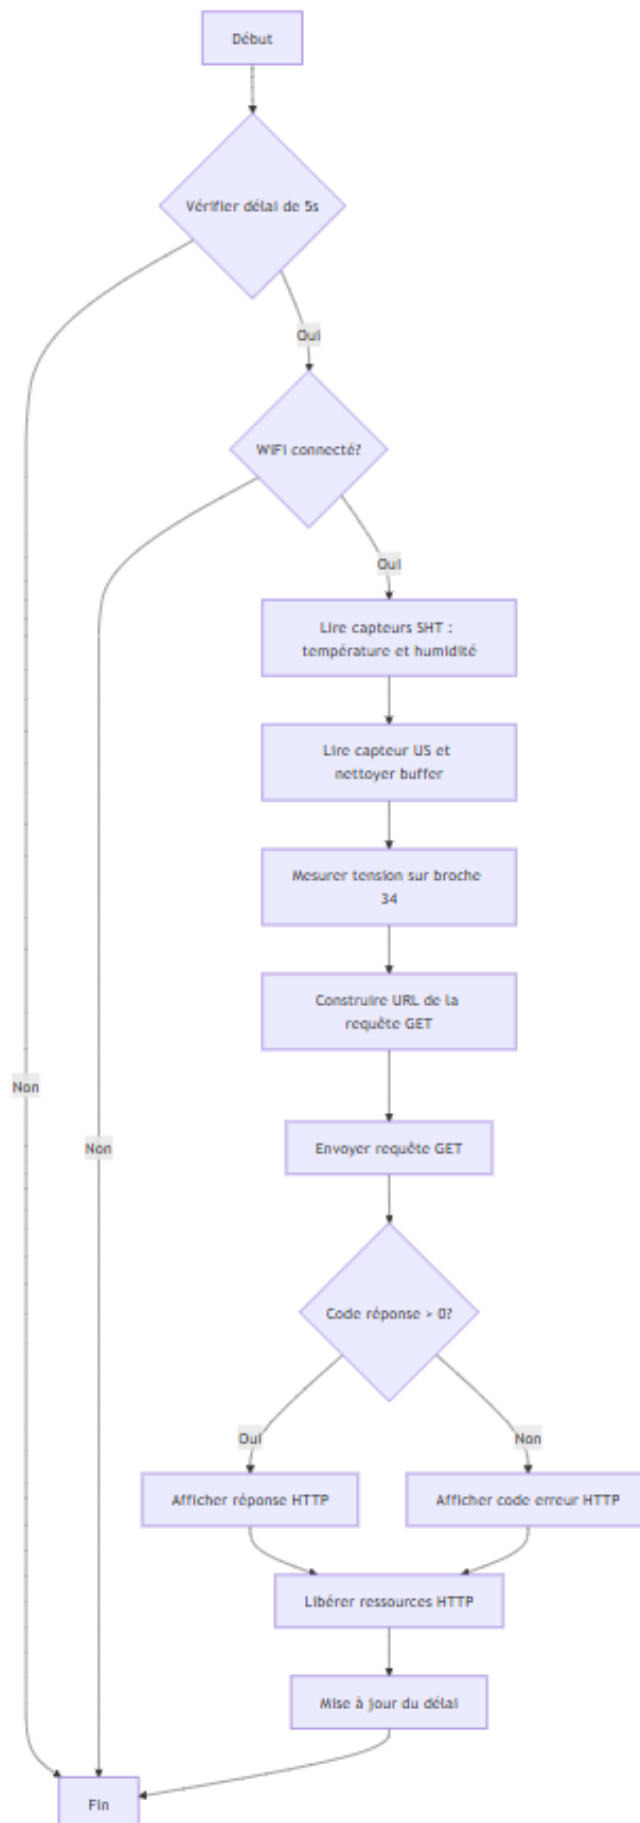 Début
Vérifier délai de 5s
Oui
WiFi connecté?
Oui
Lire capteurs SHT :
température et humidité
Lire capteur US et
nettoyer buffer
Mesurer tension sur broche
34
Construire URL de la
requête GET
Non
Non
Envoyer requête GET
Code réponse > 0?
Oui
Non
Afficher réponse HTTP
Afficher code erreur HTTP
Libérer ressources HTTP
Mise à jour du délai
Fin